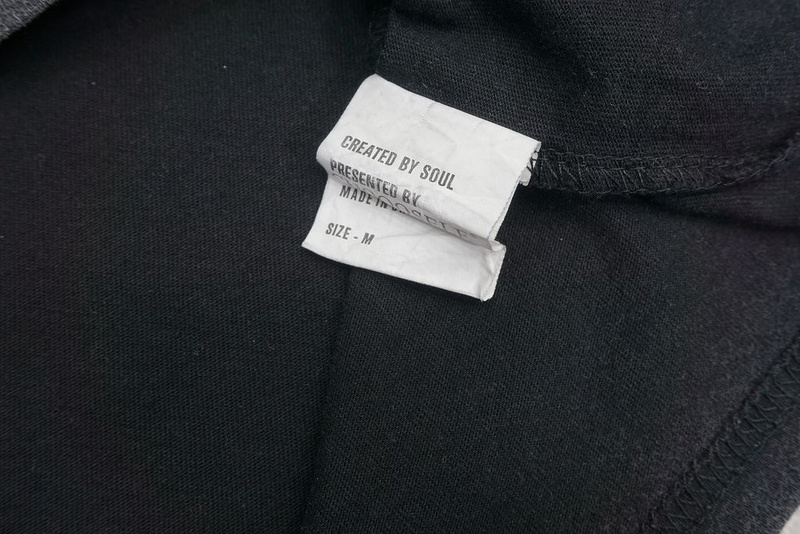 CREATED BY SOUL
PRESENTED BY
MADE IN
SIZE - M